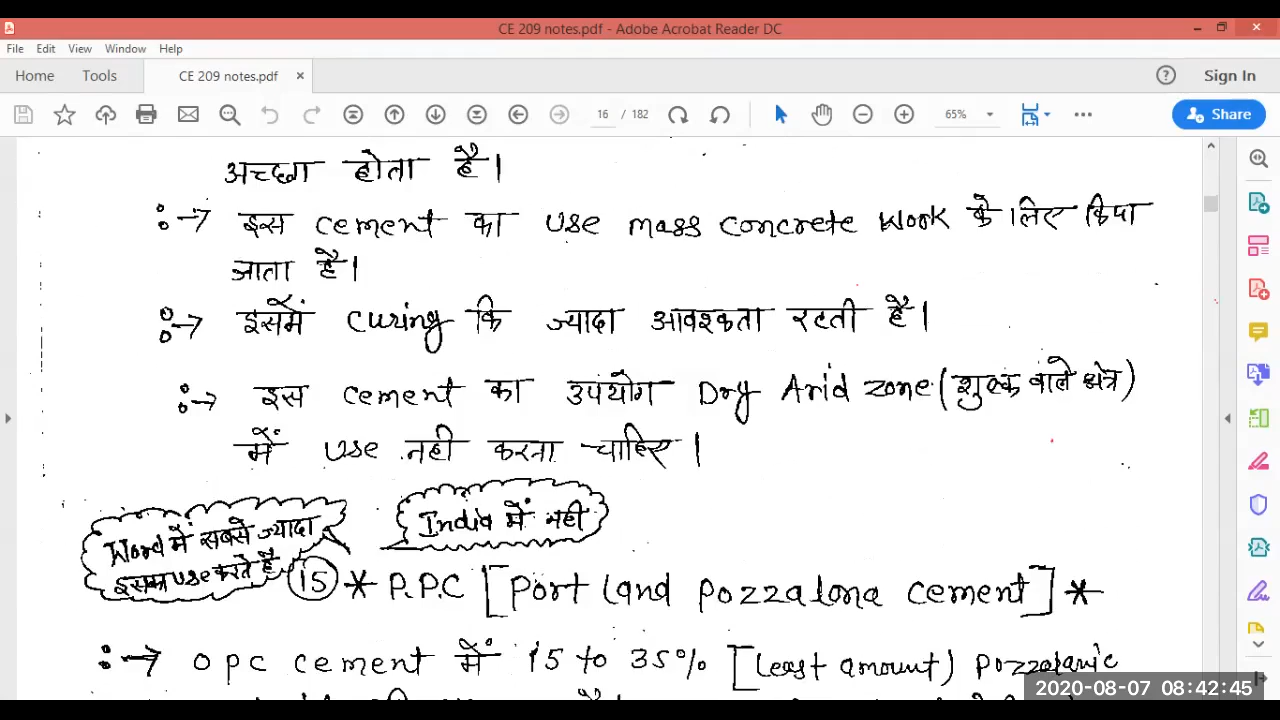 CE 209 notes.pdf - Adobe Acrobat Reader DC
File Edit View Window Help
Home Tools CE 209 notes.pdf × Sign In
16 / 182 65% Share
अच्छा होता है।
इस cement का use mass concrete work के लिए किया
जाता है।
इसमें curing कि ज्यादा आवश्कता रहती है।
इस cement का उपयोग Dry Arid zone (शुल्क वाले क्षेत्र)
में use नही करना चाहिए।
India में नही
Word में सबसे ज्यादा
इसका use करते है
15 * P.P.C [Port land pozzalona cement] *
OPC cement में 15 to 35% [least amount) pozzolanic
2020-08-07 08:42:45